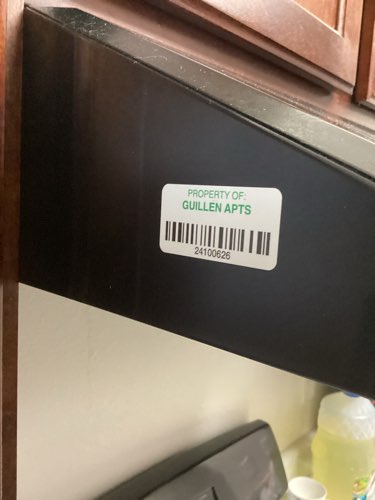 PROPERTY OF:
GUILLEN APTS
24100626